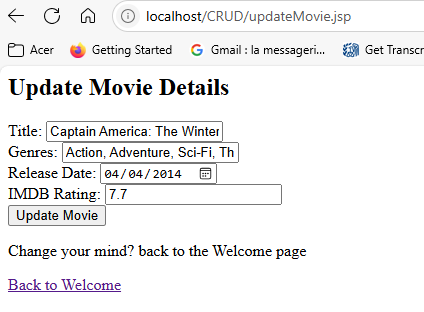 localhost/CRUD/updateMovie.jsp
Acer Getting Started Gmail : la messageri... Get Transcr
Update Movie Details
Title: Captain America: The Winter
Genres: Action, Adventure, Sci-Fi, Th
Release Date: 04/04/2014
IMDB Rating: 7.7
Update Movie
Change your mind? back to the Welcome page
Back to Welcome